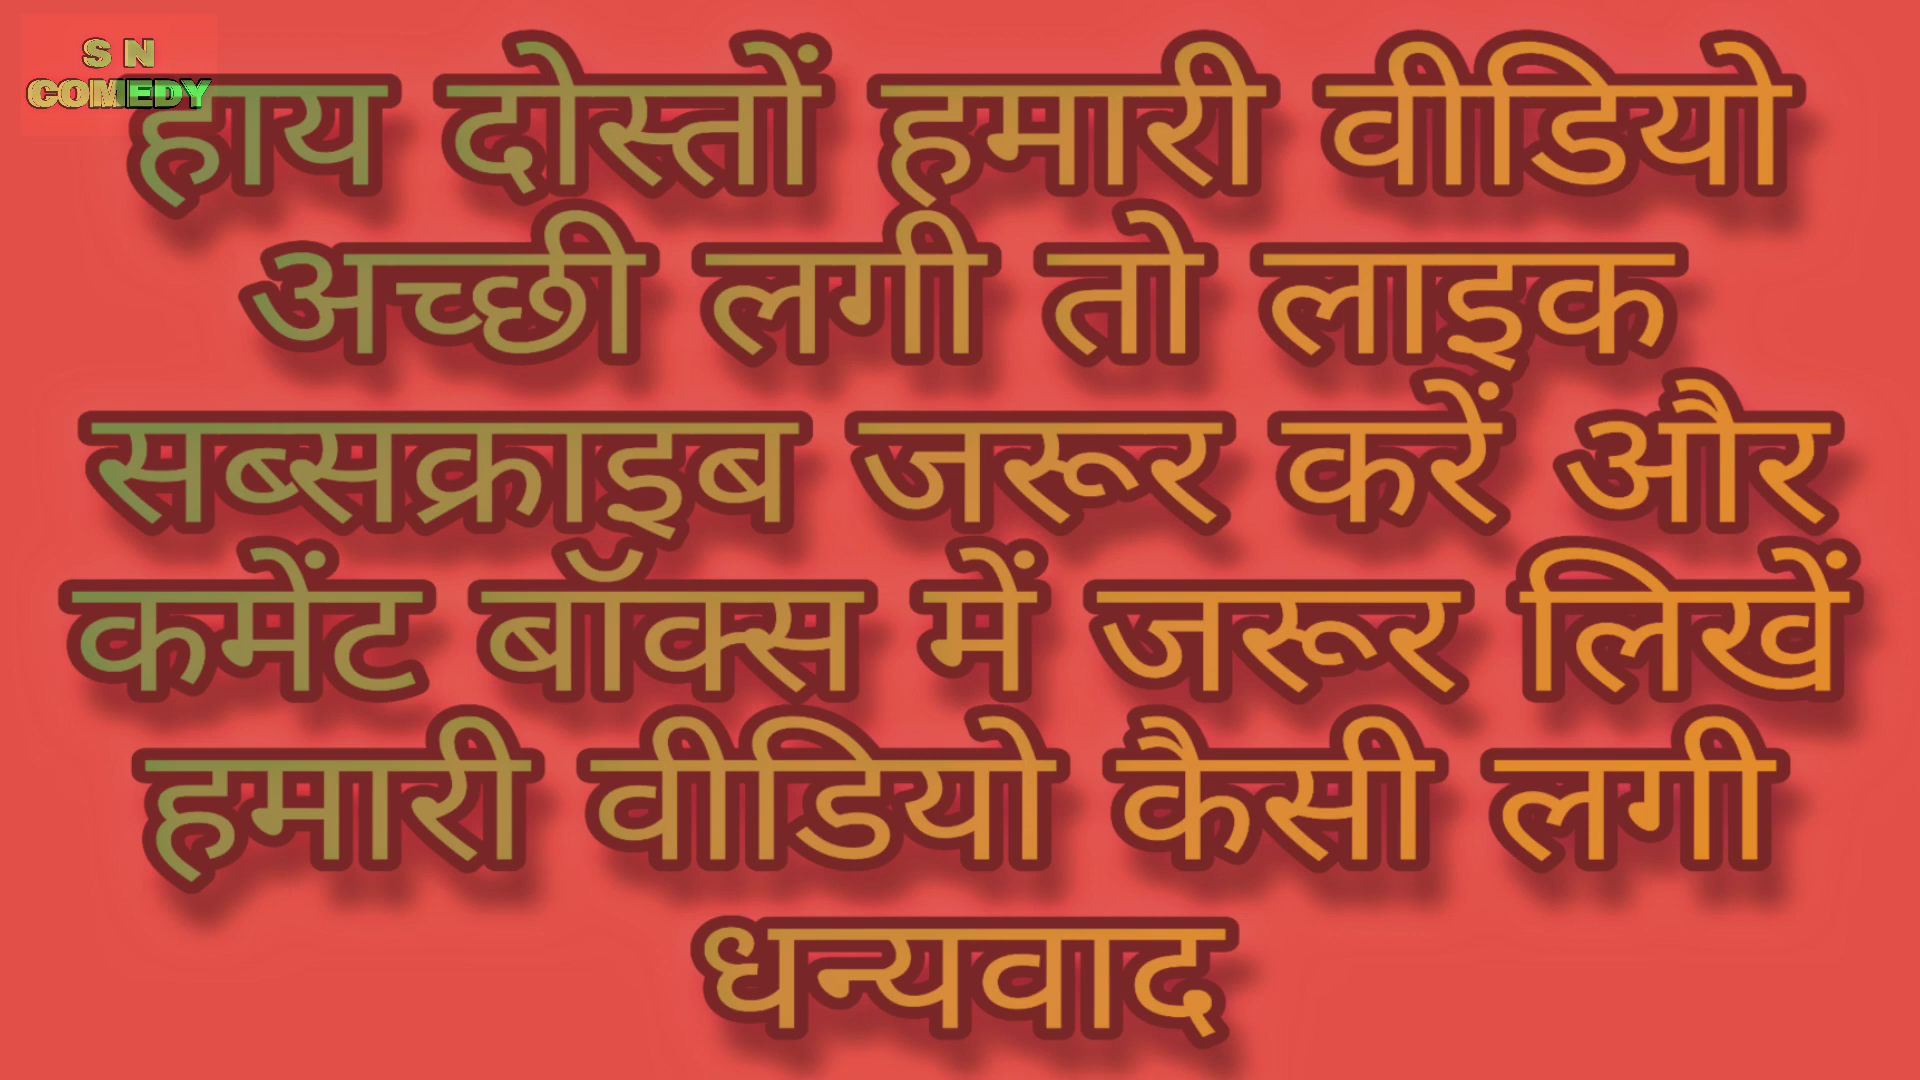 S N
COMEDY
हाय दोस्तों हमारी वीडियो
अच्छी लगी तो लाइक
सब्सक्राइब जरूर करें और
कमेंट बॉक्स में जरूर लिखें
हमारी वीडियो कैसी लगी
धन्यवाद